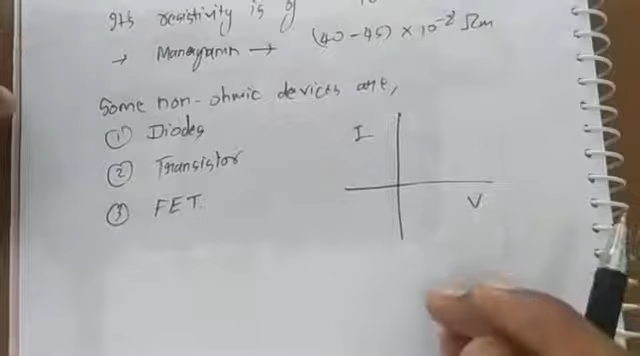 Its resistivity is
→ Manganin → (40-45) × 10⁻⁸ Ωm
Some non-ohmic devices are,
① Diodes
② Transistor
③ FET.
I
V